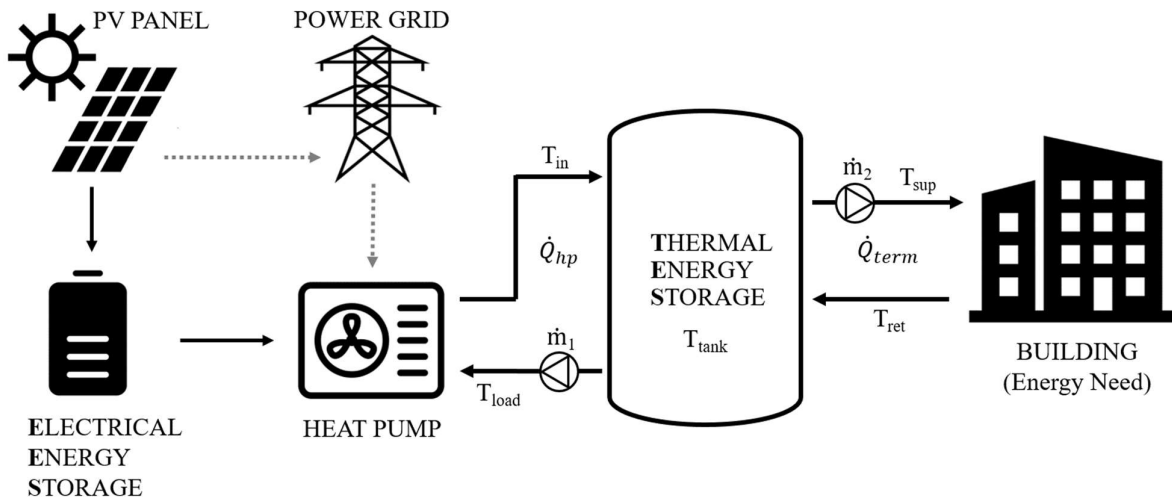 PV PANEL
POWER GRID
T_in
Q̇_hp
ṁ_1
T_load
HEAT PUMP
ELECTRICAL
ENERGY
STORAGE
THERMAL
ENERGY
STORAGE
T_tank
ṁ_2
T_sup
Q̇_term
T_ret
BUILDING
(Energy Need)